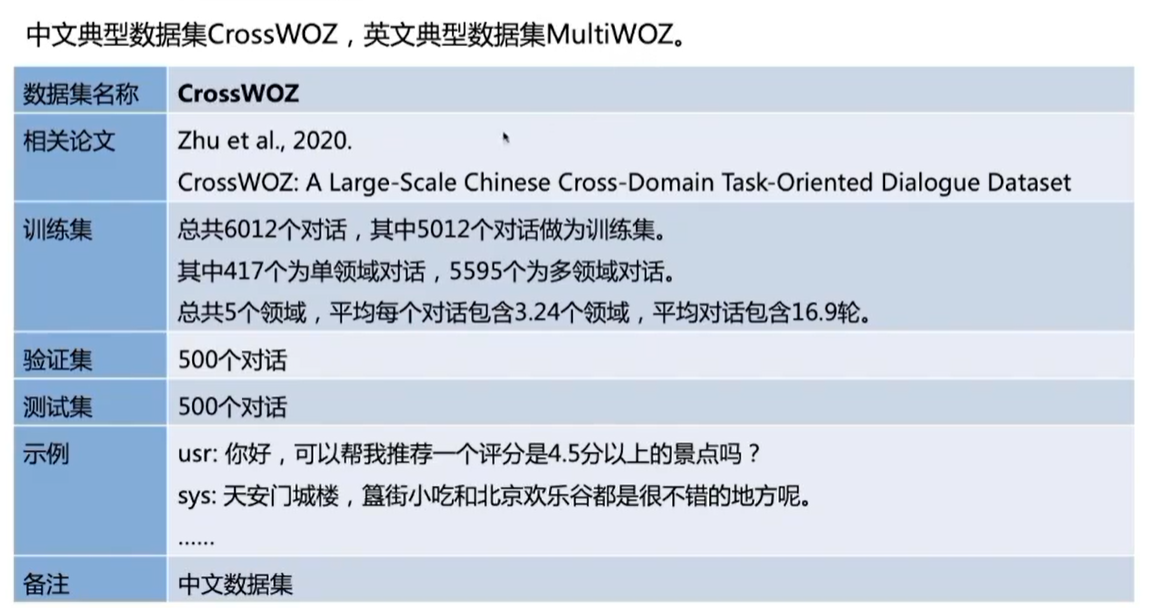 中文典型数据集CrossWOZ，英文典型数据集MultiWOZ。
数据集名称 CrossWOZ
相关论文 Zhu et al., 2020.
CrossWOZ: A Large-Scale Chinese Cross-Domain Task-Oriented Dialogue Dataset
训练集 总共6012个对话，其中5012个对话做为训练集。
其中417个为单领域对话，5595个为多领域对话。
总共5个领域，平均每个对话包含3.24个领域，平均对话包含16.9轮。
验证集 500个对话
测试集 500个对话
示例 usr: 你好，可以帮我推荐一个评分是4.5分以上的景点吗？
sys: 天安门城楼，簋街小吃和北京欢乐谷都是很不错的地方呢。
......
备注 中文数据集